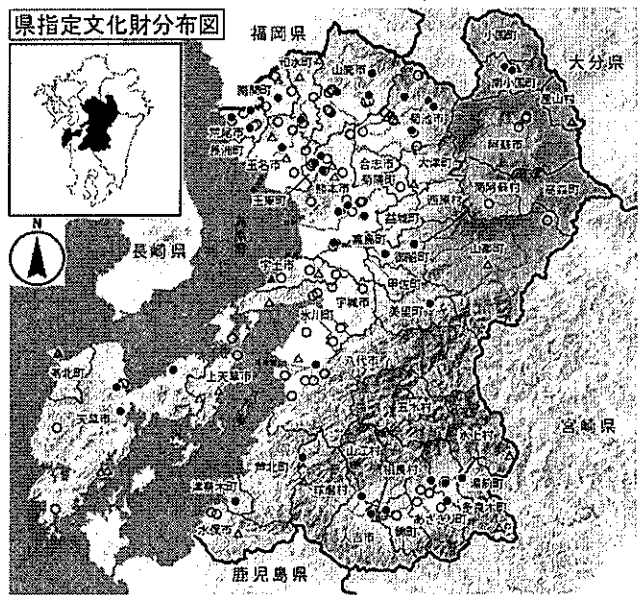 県指定文化財分布図
福岡県
大分県
小国町
南小国町
産山村
和水町
山鹿市
南関町
菊池市
荒尾市
長洲町
玉名市
合志市
大津町
阿蘇市
菊陽町
熊本市
玉東町
西原村
南阿蘇村
高森町
益城町
嘉島町
御船町
山都町
長崎県
宇土市
甲佐町
宇城市
美里町
氷川町
八代市
上天草市
苓北町
天草市
五木村
水上村
宮崎県
芦北町
山江村
相良村
湯前町
球磨村
多良木町
津奈木町
あさぎり町
錦町
水俣市
人吉市
鹿児島県
N